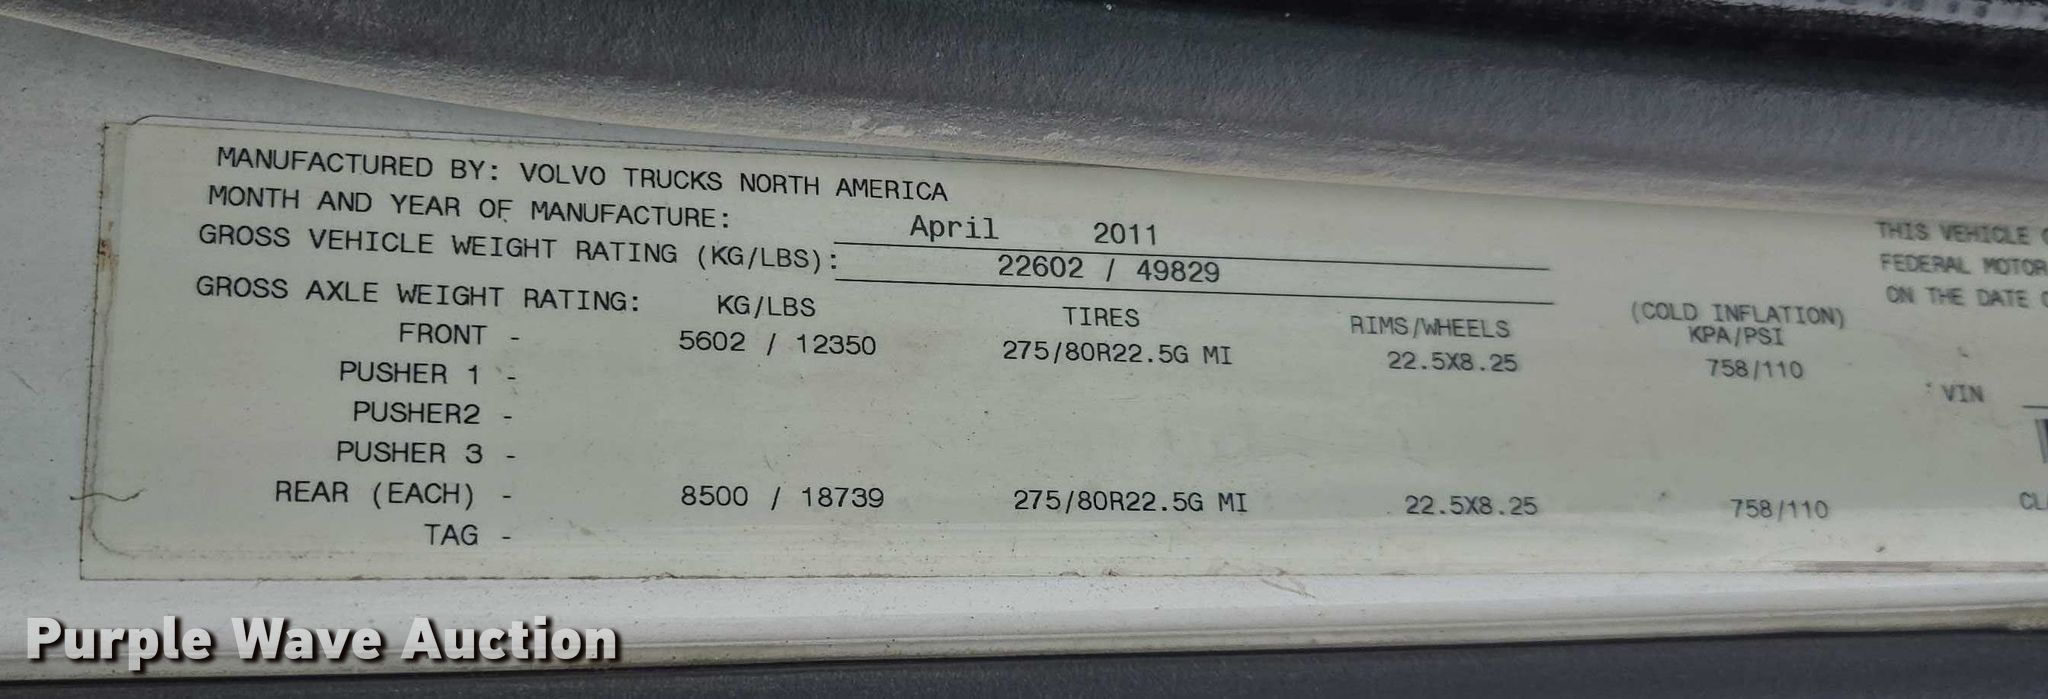 MANUFACTURED BY: VOLVO TRUCKS NORTH AMERICA
MONTH AND YEAR OF MANUFACTURE: April 2011
GROSS VEHICLE WEIGHT RATING (KG/LBS): 22602 / 49829
GROSS AXLE WEIGHT RATING: KG/LBS TIRES RIMS/WHEELS (COLD INFLATION) KPA/PSI
FRONT - 5602 / 12350 275/80R22.5G MI 22.5X8.25 758/110
PUSHER 1 -
PUSHER2 -
PUSHER 3 -
REAR (EACH) - 8500 / 18739 275/80R22.5G MI 22.5X8.25 758/110
TAG -
THIS VEHICLE
FEDERAL MOTOR
ON THE DATE
VIN
Purple Wave Auction